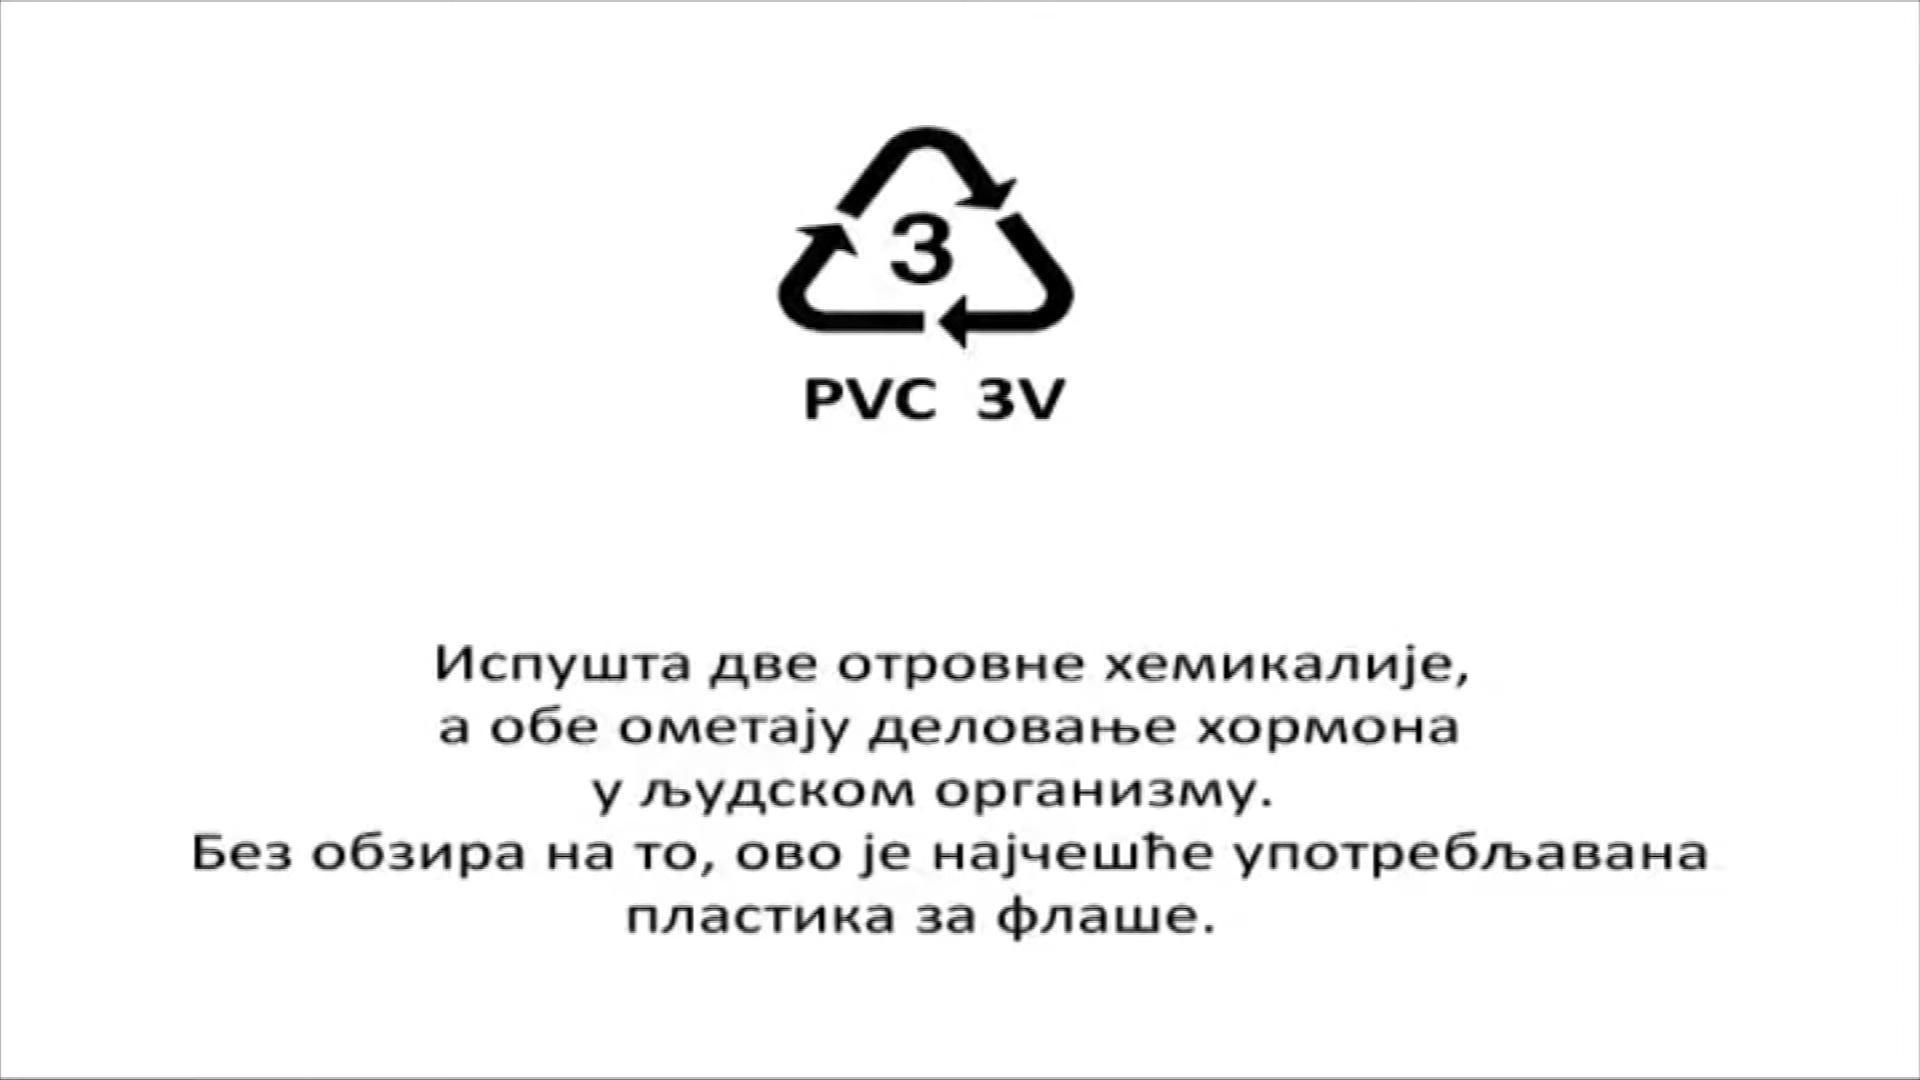 3
PVC 3V
Испушта две отровне хемикалије,
а обе ометају деловање хормона
у људском организму.
Без обзира на то, ово је најчешће употребљавана
пластика за флаше.